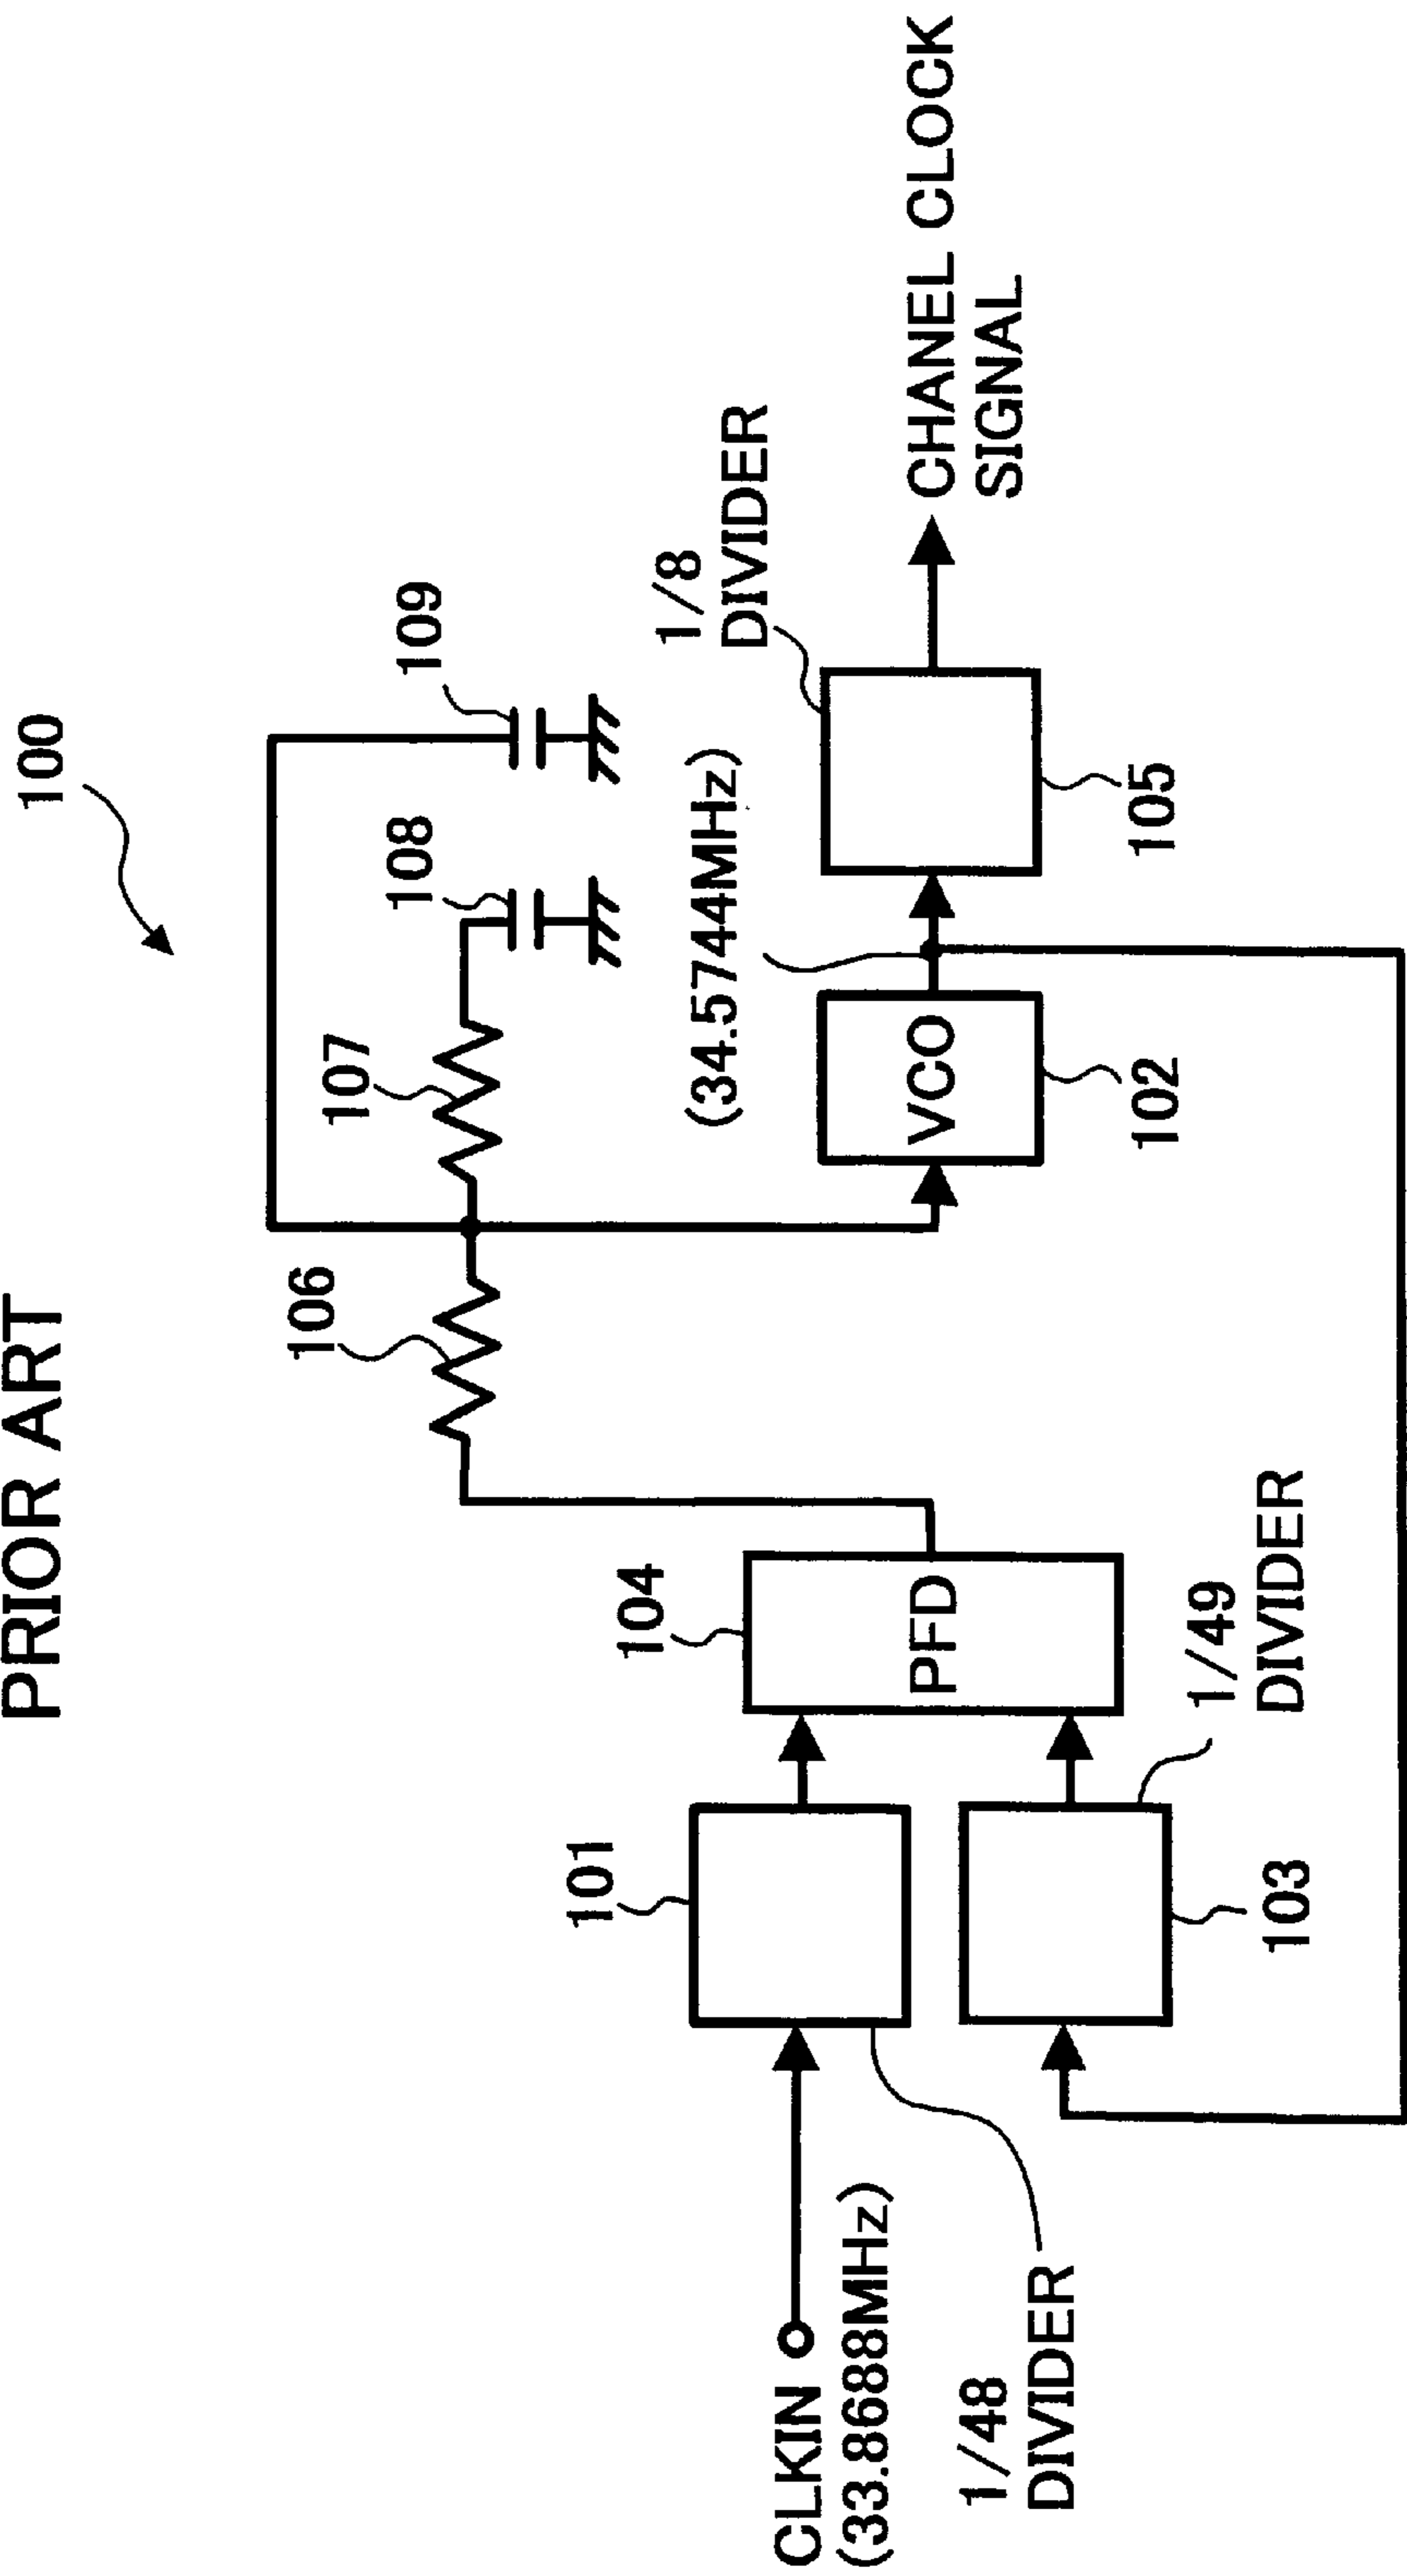 PRIOR ART
100
106
107
108
109
104
PFD
101
CLKIN
(33.8688MHz)
1/48
DIVIDER
103
1/49
DIVIDER
VCO
102
(34.5744MHz)
1/8
DIVIDER
105
CHANNEL CLOCK
SIGNAL